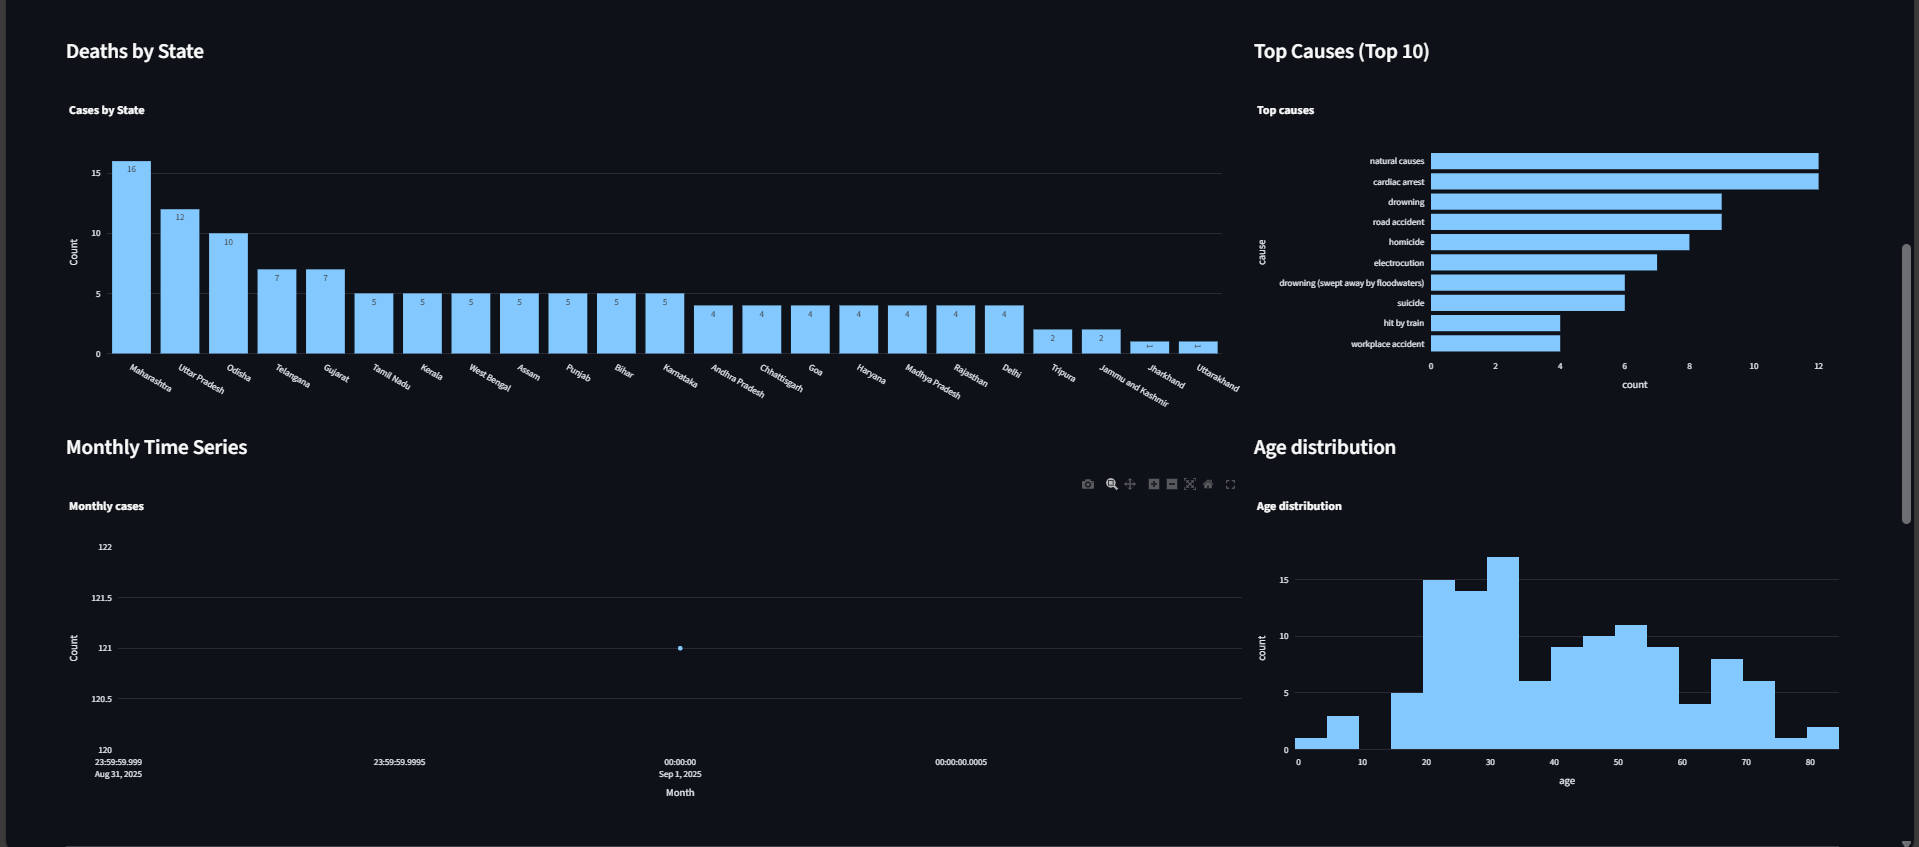 Deaths by State
Cases by State
Count
15
10
5
0
16
12
10
7
7
5
5
5
5
5
5
5
4
4
4
4
4
4
4
2
2
1
1
Maharashtra
Uttar Pradesh
Odisha
Telangana
Gujarat
Tamil Nadu
Kerala
West Bengal
Assam
Punjab
Bihar
Karnataka
Andhra Pradesh
Chhattisgarh
Goa
Haryana
Madhya Pradesh
Rajasthan
Delhi
Tripura
Jammu and Kashmir
Jharkhand
Uttarakhand
Top Causes (Top 10)
Top causes
cause
natural causes
cardiac arrest
drowning
road accident
homicide
electrocution
drowning (swept away by floodwaters)
suicide
hit by train
workplace accident
0 2 4 6 8 10 12
count
Monthly Time Series
Monthly cases
Count
122
121.5
121
120.5
120
23:59:59.999 23:59:59.9995 00:00:00 00:00:00.0005
Aug 31, 2025 Sep 1, 2025
Month
Age distribution
Age distribution
count
15
10
5
0
0 10 20 30 40 50 60 70 80
age